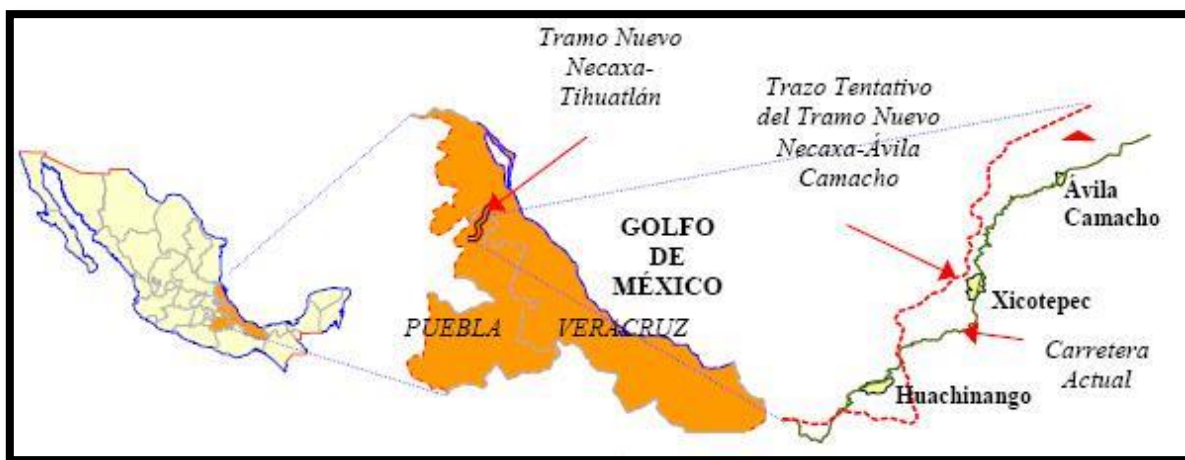 Tramo Nuevo
Necaxa-
Tihuatlán
Trazo Tentativo
del Tramo Nuevo
Necaxa-Ávila
Camacho
Ávila
Camacho
GOLFO
DE
MÉXICO
Xicotepec
PUEBLA
VERACRUZ
Carretera
Actual
Huachinango